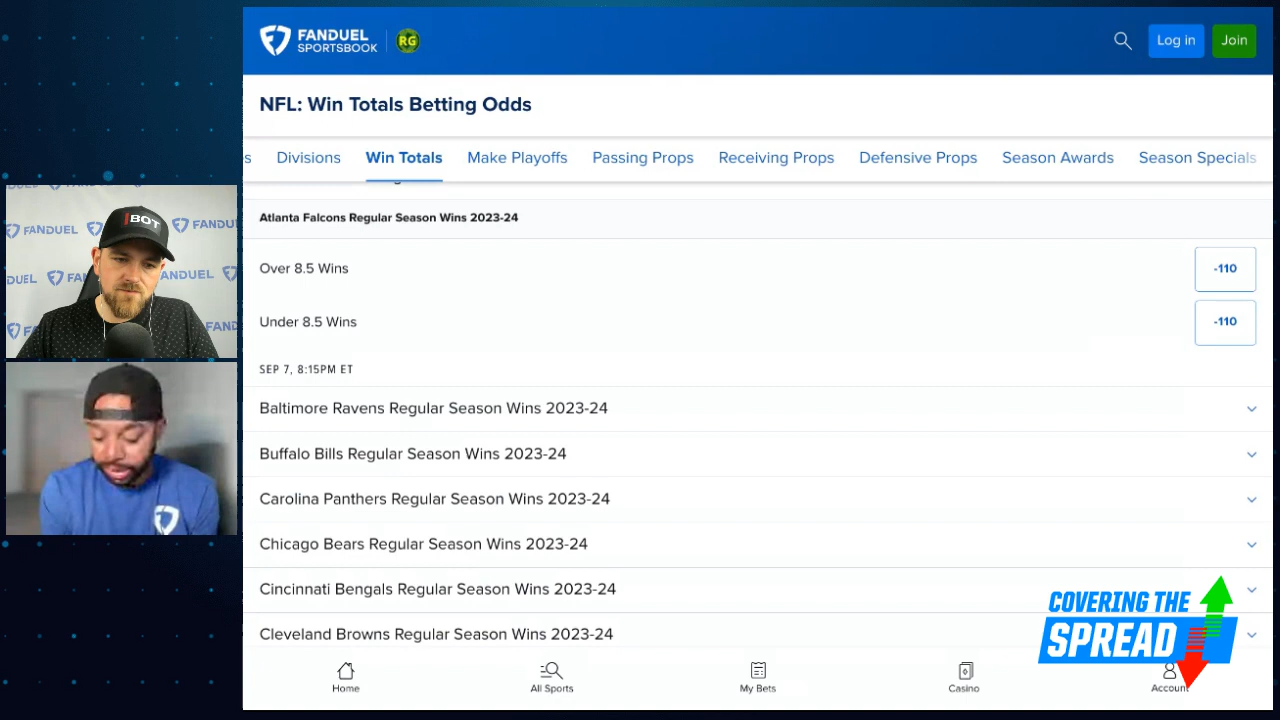 FANDUEL
SPORTSBOOK
RG
Log in
Join
NFL: Win Totals Betting Odds
s
Divisions
Win Totals
Make Playoffs
Passing Props
Receiving Props
Defensive Props
Season Awards
Season Specials
Atlanta Falcons Regular Season Wins 2023-24
Over 8.5 Wins
-110
Under 8.5 Wins
-110
SEP 7, 8:15PM ET
Baltimore Ravens Regular Season Wins 2023-24
Buffalo Bills Regular Season Wins 2023-24
Carolina Panthers Regular Season Wins 2023-24
Chicago Bears Regular Season Wins 2023-24
Cincinnati Bengals Regular Season Wins 2023-24
Cleveland Browns Regular Season Wins 2023-24
Home
All Sports
My Bets
Casino
Account
COVERING THE
SPREAD
FANDUEL
FANDU
BOT
DUEL
FAN
ANDUEL
F
FAN